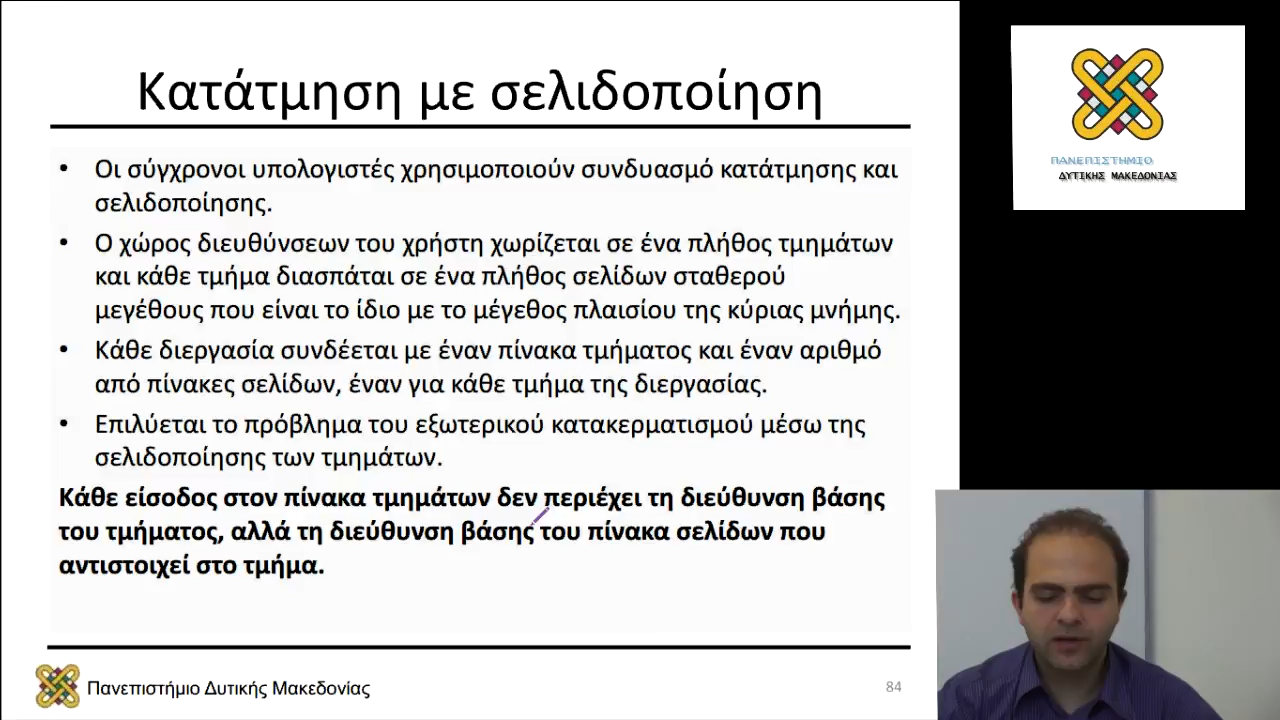 Κατάτμηση με σελιδοποίηση
• Οι σύγχρονοι υπολογιστές χρησιμοποιούν συνδυασμό κατάτμησης και
σελιδοποίησης.
• Ο χώρος διευθύνσεων του χρήστη χωρίζεται σε ένα πλήθος τμημάτων
και κάθε τμήμα διασπάται σε ένα πλήθος σελίδων σταθερού
μεγέθους που είναι το ίδιο με το μέγεθος πλαισίου της κύριας μνήμης.
• Κάθε διεργασία συνδέεται με έναν πίνακα τμήματος και έναν αριθμό
από πίνακες σελίδων, έναν για κάθε τμήμα της διεργασίας.
• Επιλύεται το πρόβλημα του εξωτερικού κατακερματισμού μέσω της
σελιδοποίησης των τμημάτων.
Κάθε είσοδος στον πίνακα τμημάτων δεν περιέχει τη διεύθυνση βάσης
του τμήματος, αλλά τη διεύθυνση βάσης του πίνακα σελίδων που
αντιστοιχεί στο τμήμα.
Πανεπιστήμιο Δυτικής Μακεδονίας
84
ΠΑΝΕΠΙΣΤΗΜΙΟ
ΔΥΤΙΚΗΣ ΜΑΚΕΔΟΝΙΑΣ